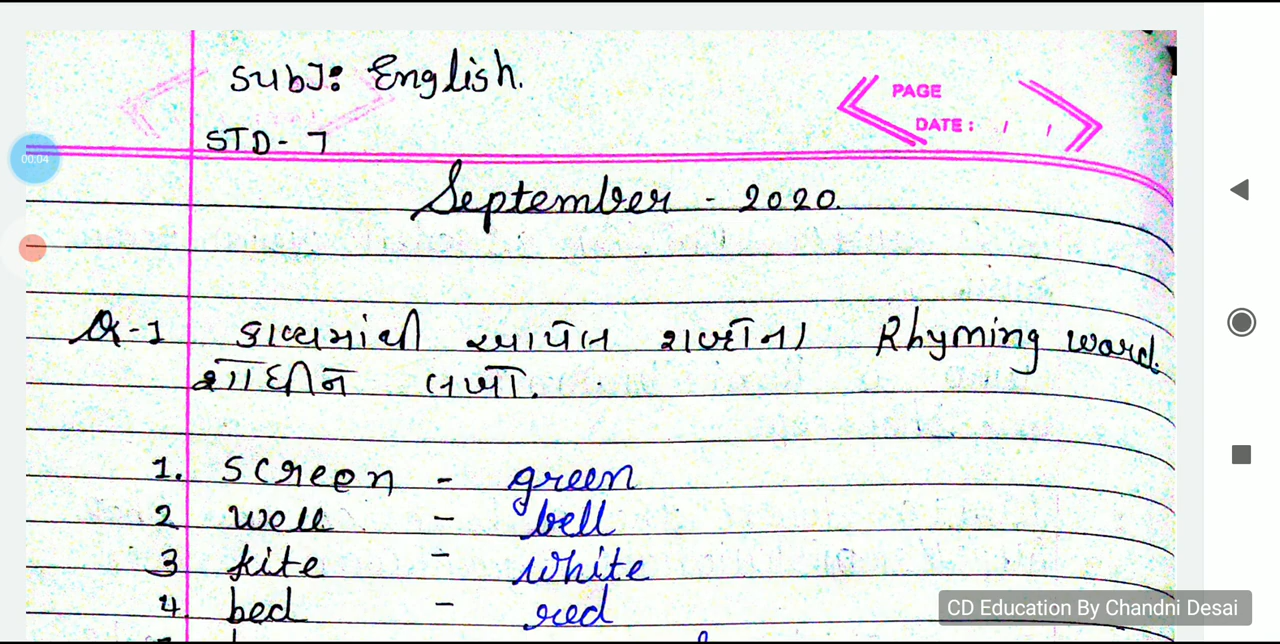 SUBJ: English.
PAGE
DATE: / /
STD- 7
00:04
September - 2020.
Q-1 કાવ્યમાંથી આપેલ શબ્દોના Rhyming word.
શોધીને લખો.
1. screen - green
2 well - bell
3 kite - white
4. bed - red
CD Education By Chandni Desai